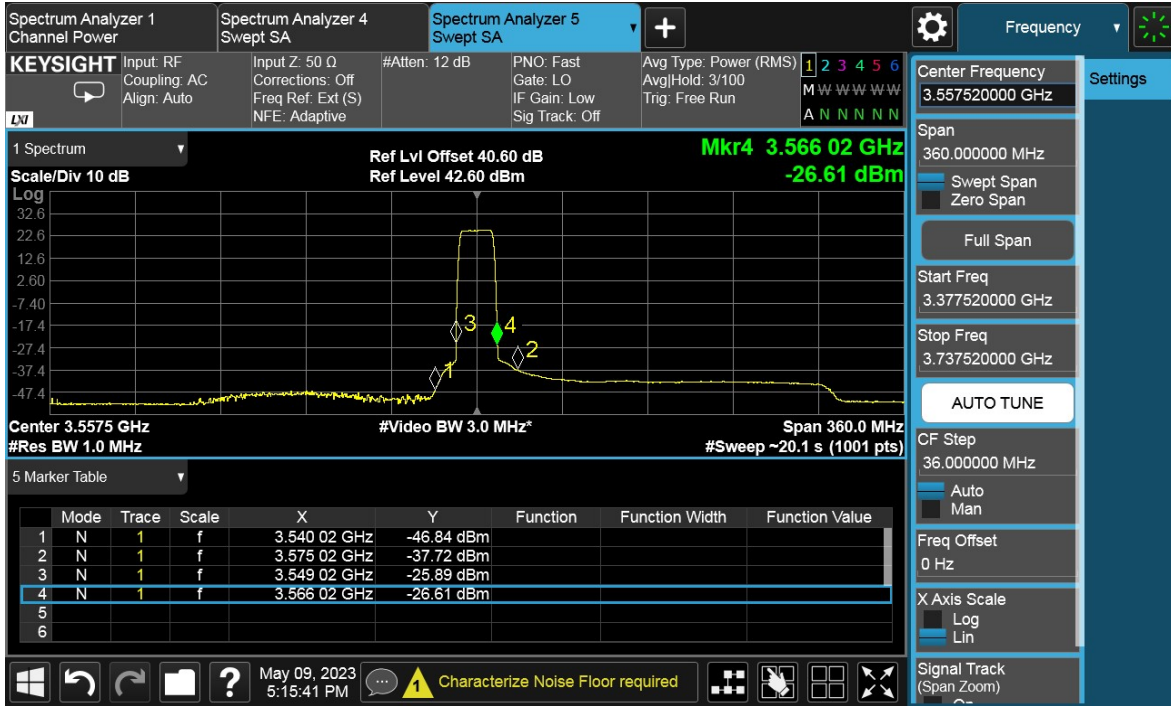 Spectrum Analyzer 1
Channel Power
Spectrum Analyzer 4
Swept SA
Spectrum Analyzer 5
Swept SA
+
Frequency
KEYSIGHT
LXI
Input: RF
Coupling: AC
Align: Auto
Input Z: 50 Ω
Corrections: Off
Freq Ref: Ext (S)
NFE: Adaptive
#Atten: 12 dB
PNO: Fast
Gate: LO
IF Gain: Low
Sig Track: Off
Avg Type: Power (RMS)
Avg|Hold: 3/100
Trig: Free Run
1 2 3 4 5 6
M W W W W W
A N N N N N
1 Spectrum
Scale/Div 10 dB
Ref Lvl Offset 40.60 dB
Ref Level 42.60 dBm
Mkr4 3.566 02 GHz
-26.61 dBm
Log
32.6
22.6
12.6
2.60
-7.40
-17.4
-27.4
-37.4
-47.4
3
4
2
1
Center 3.5575 GHz
#Res BW 1.0 MHz
#Video BW 3.0 MHz*
Span 360.0 MHz
#Sweep ~20.1 s (1001 pts)
5 Marker Table
Mode Trace Scale X Y Function Function Width Function Value
1 N 1 f 3.540 02 GHz -46.84 dBm
2 N 1 f 3.575 02 GHz -37.72 dBm
3 N 1 f 3.549 02 GHz -25.89 dBm
4 N 1 f 3.566 02 GHz -26.61 dBm
5
6
?
May 09, 2023
5:15:41 PM
1
Characterize Noise Floor required
Center Frequency
3.557520000 GHz
Span
360.000000 MHz
Swept Span
Zero Span
Full Span
Start Freq
3.377520000 GHz
Stop Freq
3.737520000 GHz
AUTO TUNE
CF Step
36.000000 MHz
Auto
Man
Freq Offset
0 Hz
X Axis Scale
Log
Lin
Signal Track
(Span Zoom)
Settings